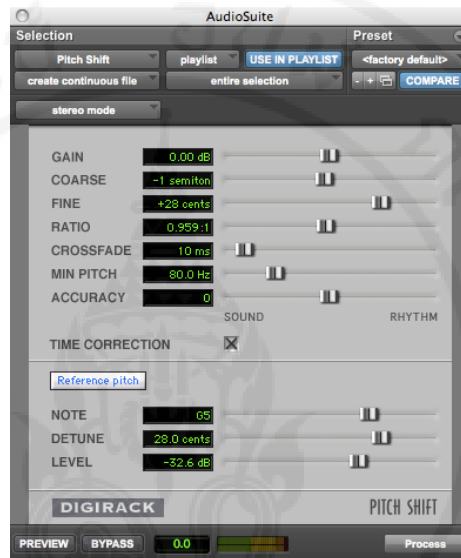 AudioSuite
Selection Preset
Pitch Shift playlist USE IN PLAYLIST <factory default>
create continuous file entire selection - + COMPARE
stereo mode
GAIN 0.00 dB
COARSE -1 semiton
FINE +28 cents
RATIO 0.959:1
CROSSFADE 10 ms
MIN PITCH 80.0 Hz
ACCURACY 0
SOUND RHYTHM
TIME CORRECTION
Reference pitch
NOTE G5
DETUNE 28.0 cents
LEVEL -32.6 dB
DIGIRACK PITCH SHIFT
PREVIEW BYPASS 0.0 Process